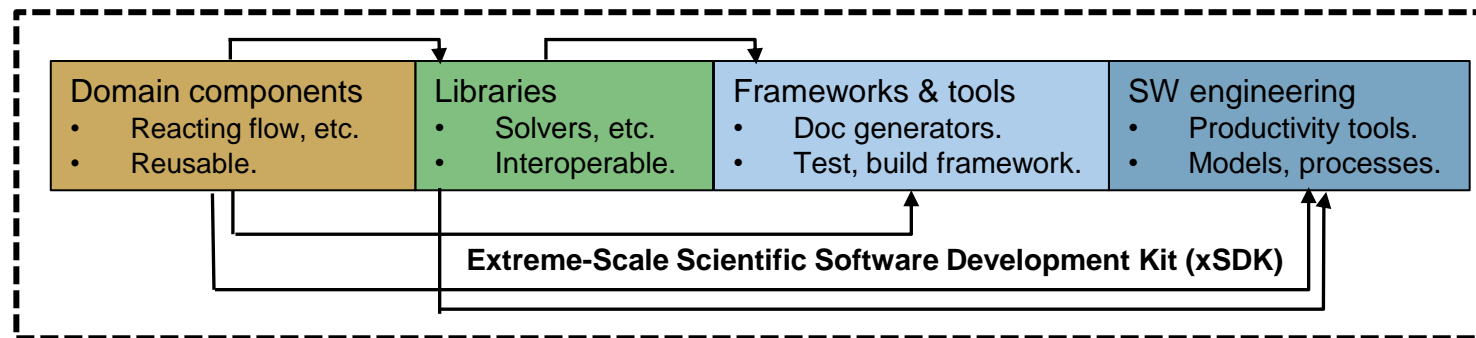 Domain components
• Reacting flow, etc.
• Reusable.
Libraries
• Solvers, etc.
• Interoperable.
Frameworks & tools
• Doc generators.
• Test, build framework.
SW engineering
• Productivity tools.
• Models, processes.
Extreme-Scale Scientific Software Development Kit (xSDK)